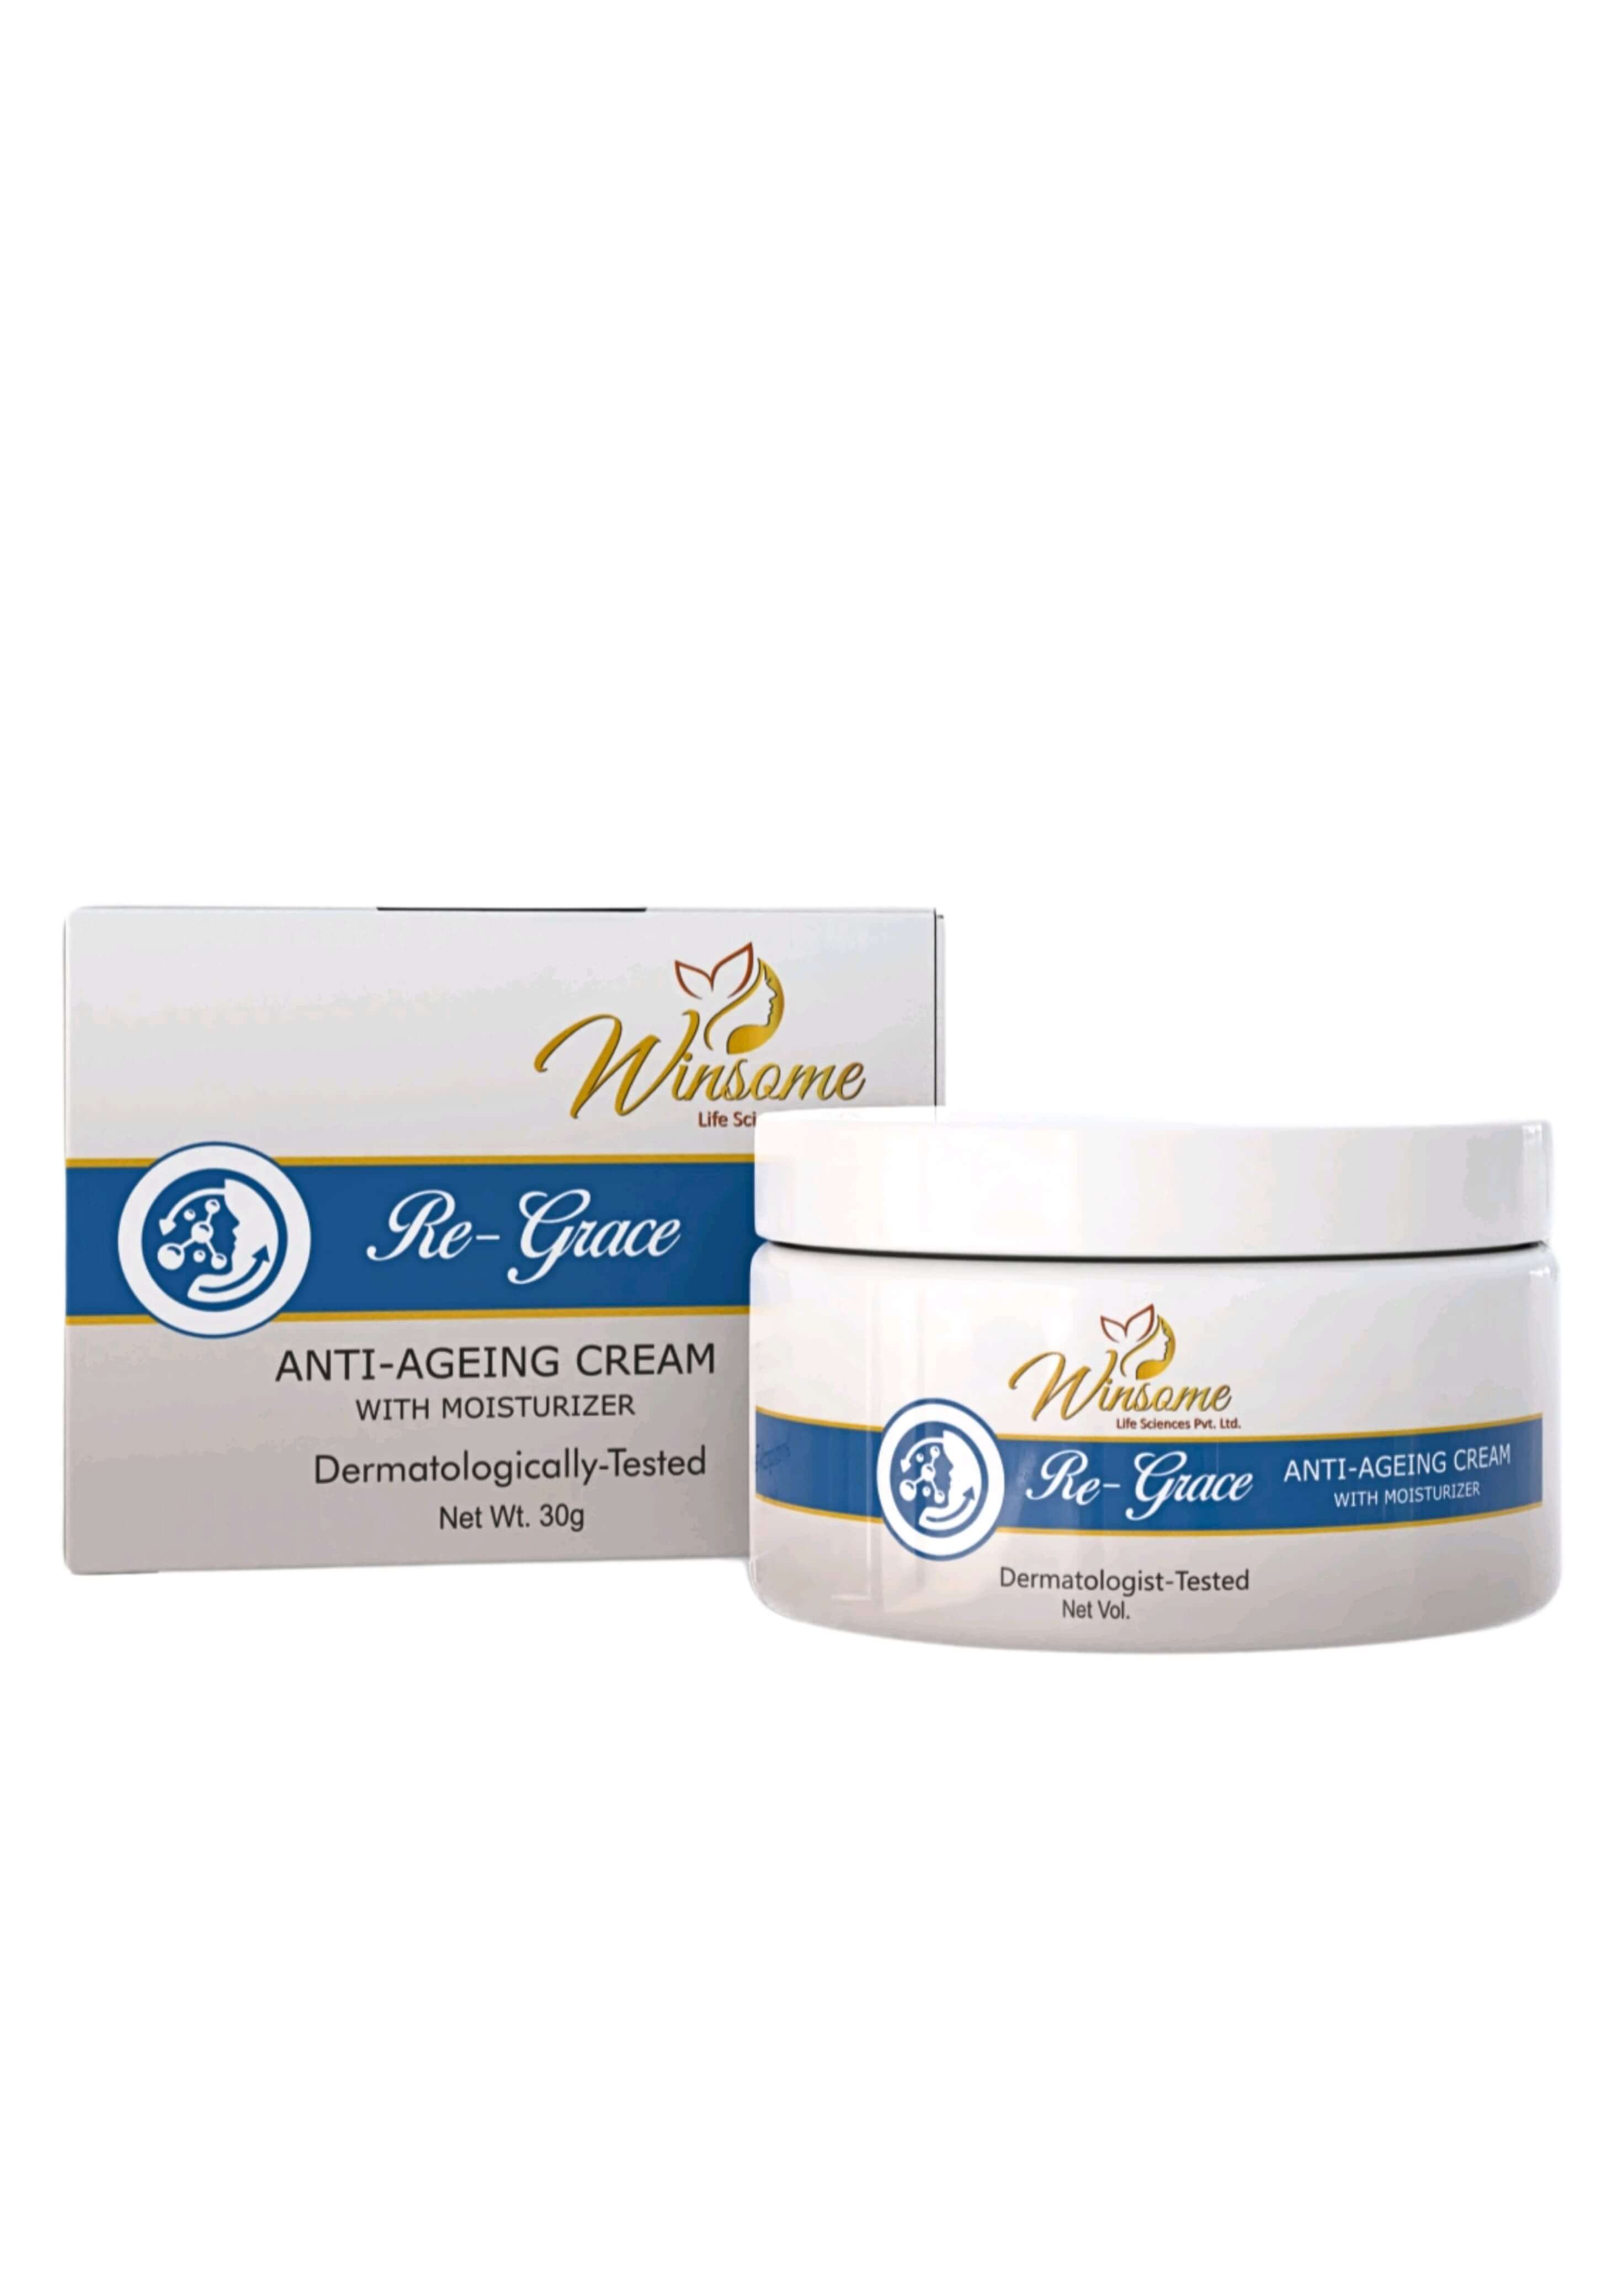 Winsome
Life Sci
Re-Grace
ANTI-AGEING CREAM
WITH MOISTURIZER
Dermatologically-Tested
Net Wt. 30g
Winsome
Life Sciences Pvt. Ltd.
Re-Grace
ANTI-AGEING CREAM
WITH MOISTURIZER
Dermatologist-Tested
Net Vol.